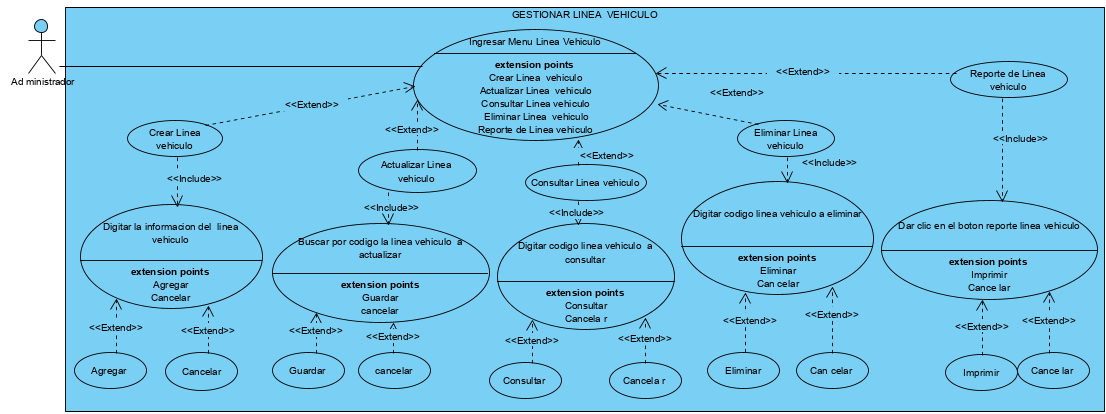 GESTIONAR LINEA VEHICULO
Ad ministrador
Ingresar Menu Linea Vehiculo
extension points
Crear Linea vehiculo
Actualizar Linea vehiculo
Consultar Linea vehiculo
Eliminar Linea vehiculo
Reporte de Linea vehiculo
<<Extend>>
<<Extend>>
<<Extend>>
<<Extend>>
<<Extend>>
Crear Linea
vehiculo
Actualizar Linea
vehiculo
Consultar Linea vehiculo
Eliminar Linea
vehiculo
Reporte de Linea
vehiculo
<<Include>>
<<Include>>
<<Include>>
<<Include>>
<<Include>>
Digitar la informacion del linea
vehiculo
extension points
Agregar
Cancelar
Buscar por codigo la linea vehiculo a
actualizar
extension points
Guardar
cancelar
Digitar codigo linea vehiculo a
consultar
extension points
Consultar
Cancela r
Digitar codigo linea vehiculo a eliminar
extension points
Eliminar
Can celar
Dar clic en el boton reporte linea vehiculo
extension points
Imprimir
Cance lar
<<Extend>>
<<Extend>>
<<Extend>>
<<Extend>>
<<Extend>>
<<Extend>>
<<Extend>>
<<Extend>>
<<Extend>>
<<Extend>>
Agregar
Cancelar
Guardar
cancelar
Consultar
Cancela r
Eliminar
Can celar
Imprimir
Cance lar